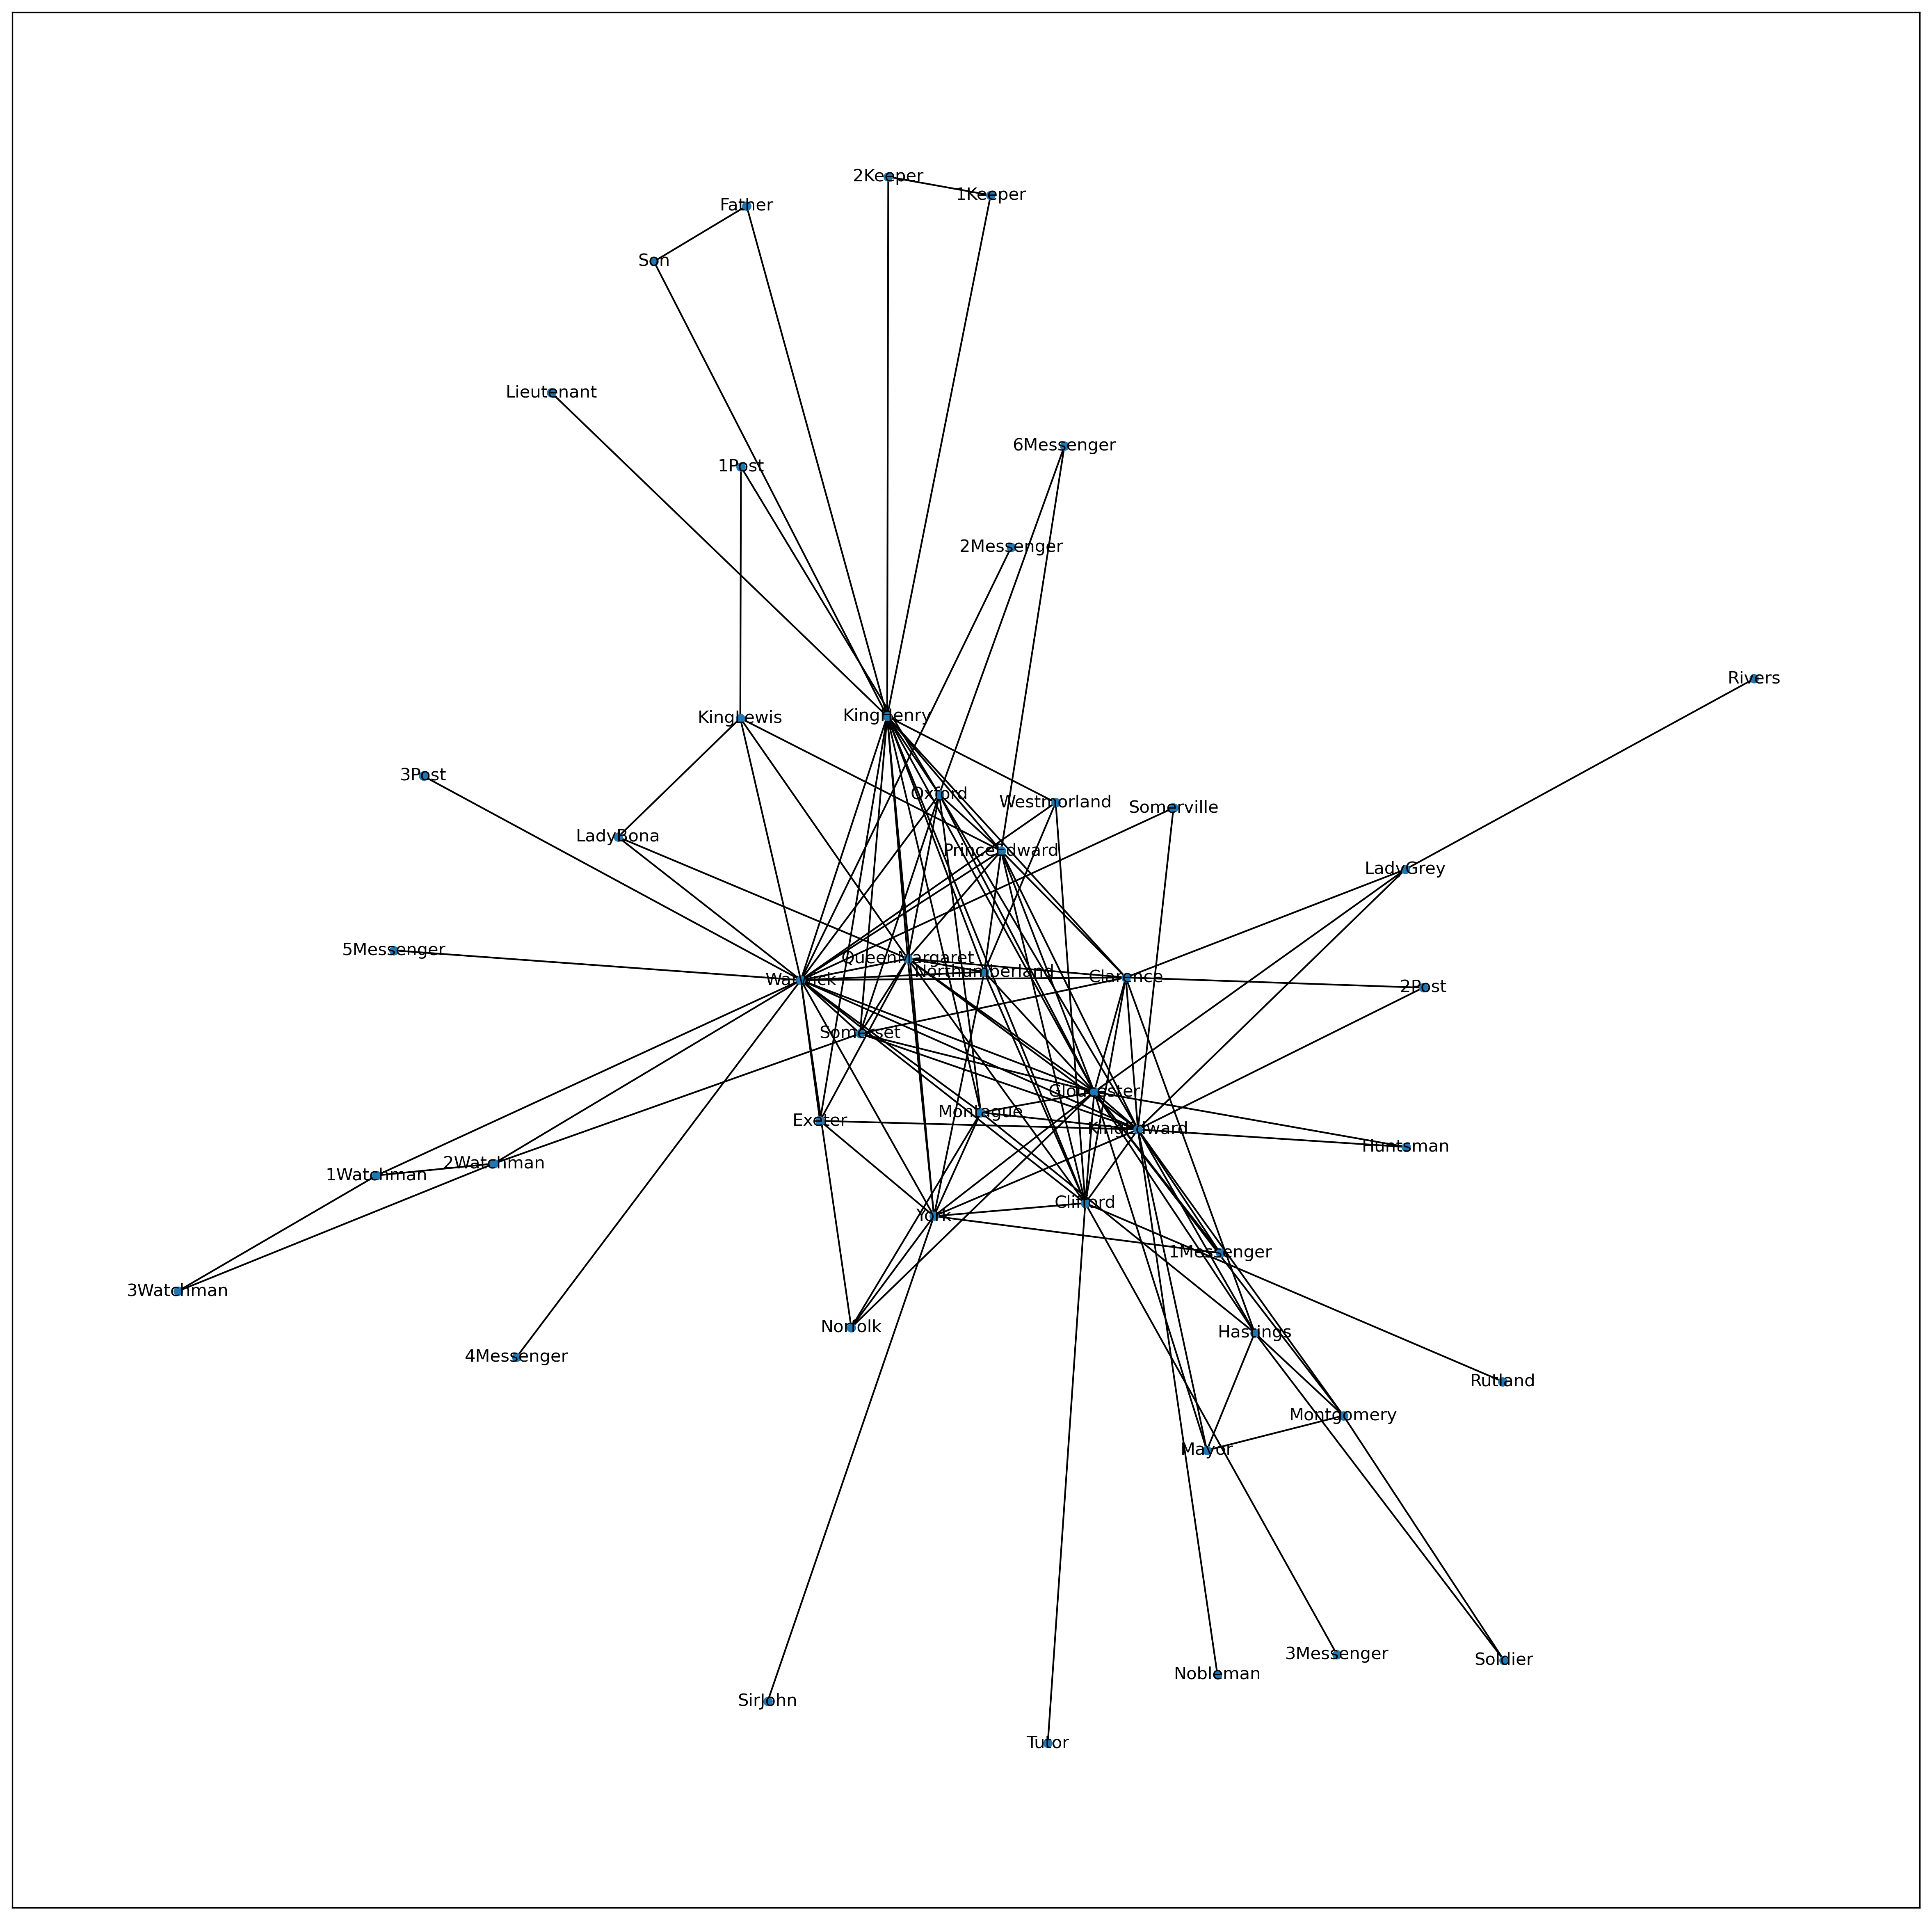 2Keeper
1Keeper
Father
Son
Lieutenant
6Messenger
1Post
2Messenger
Rivers
KingHenry
KingLewis
3Post
Oxford
Westmorland
Somerville
LadyBona
PrinceEdward
LadyGrey
5Messenger
QueenMargaret
Northumberland
Clarence
Warwick
2Post
Somerset
Gloucester
Montague
Exeter
KingEdward
Huntsman
2Watchman
1Watchman
Clifford
York
1Messenger
3Watchman
Norfolk
Hastings
4Messenger
Rutland
Montgomery
Mayor
3Messenger
Soldier
Nobleman
SirJohn
Tutor